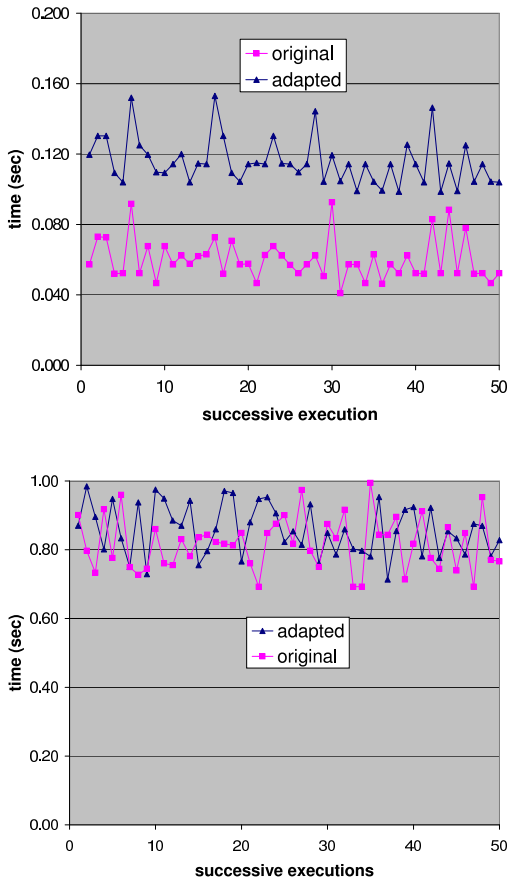 0.200
0.160
0.120
0.080
0.040
0.000
time (sec)
original
adapted
0 10 20 30 40 50
successive execution
1.00
0.80
0.60
0.40
0.20
0.00
time (sec)
adapted
original
0 10 20 30 40 50
successive executions